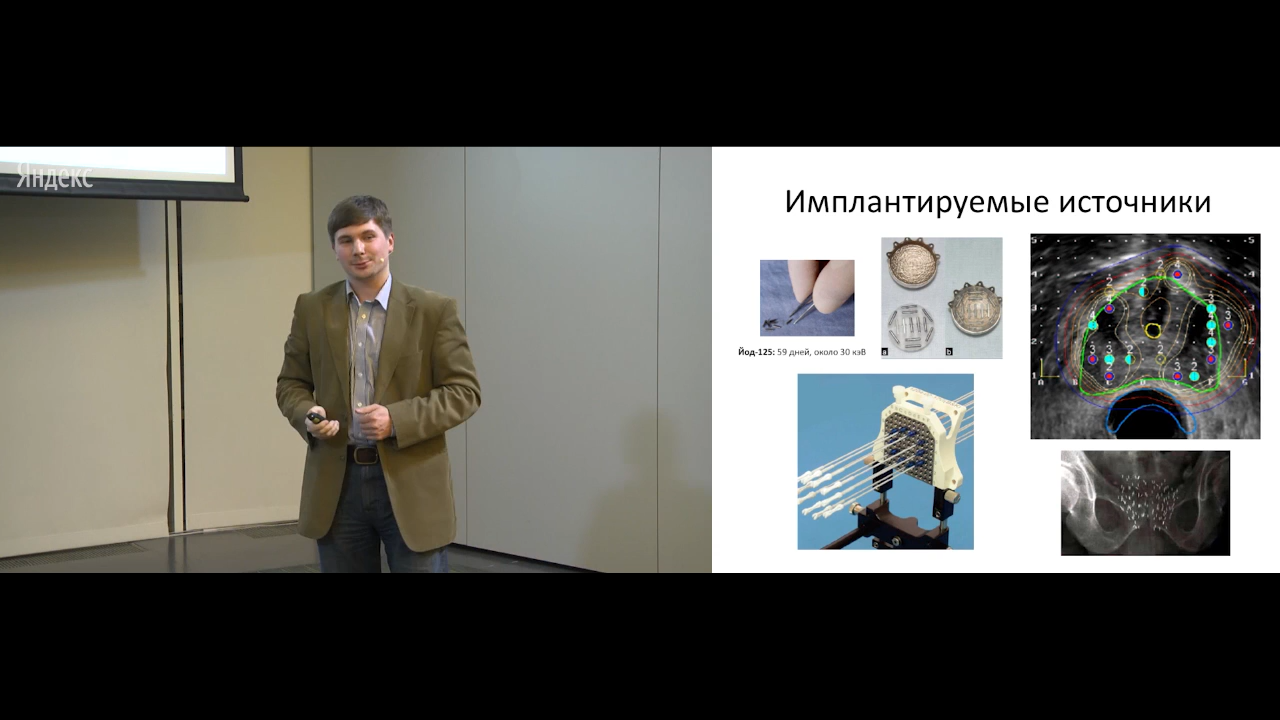 Яндекс
Имплантируемые источники
Йод-125: 59 дней, около 30 кэВ
a
b